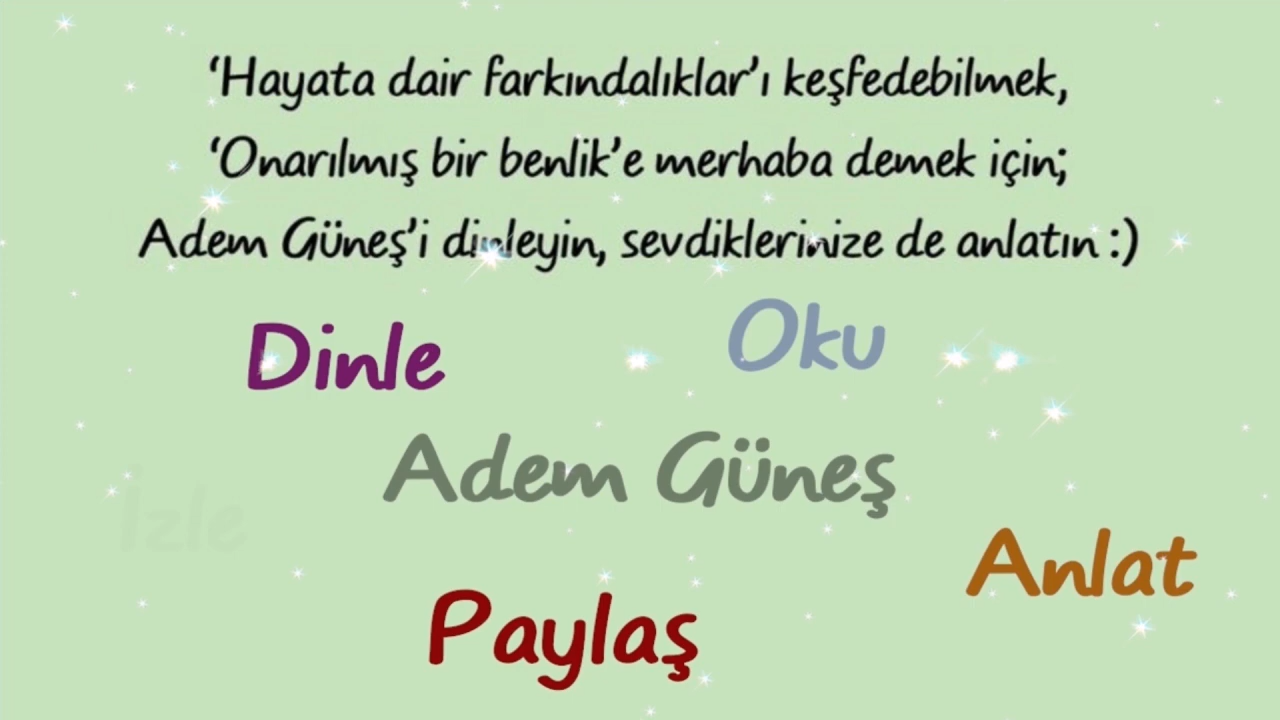 ‘Hayata dair farkındalıklar’ı keşfedebilmek,
‘Onarılmış bir benlik’e merhaba demek için;
Adem Güneş’i dinleyin, sevdiklerinize de anlatın :)
Dinle
Oku
Adem Güneş
İzle
Anlat
Paylaş